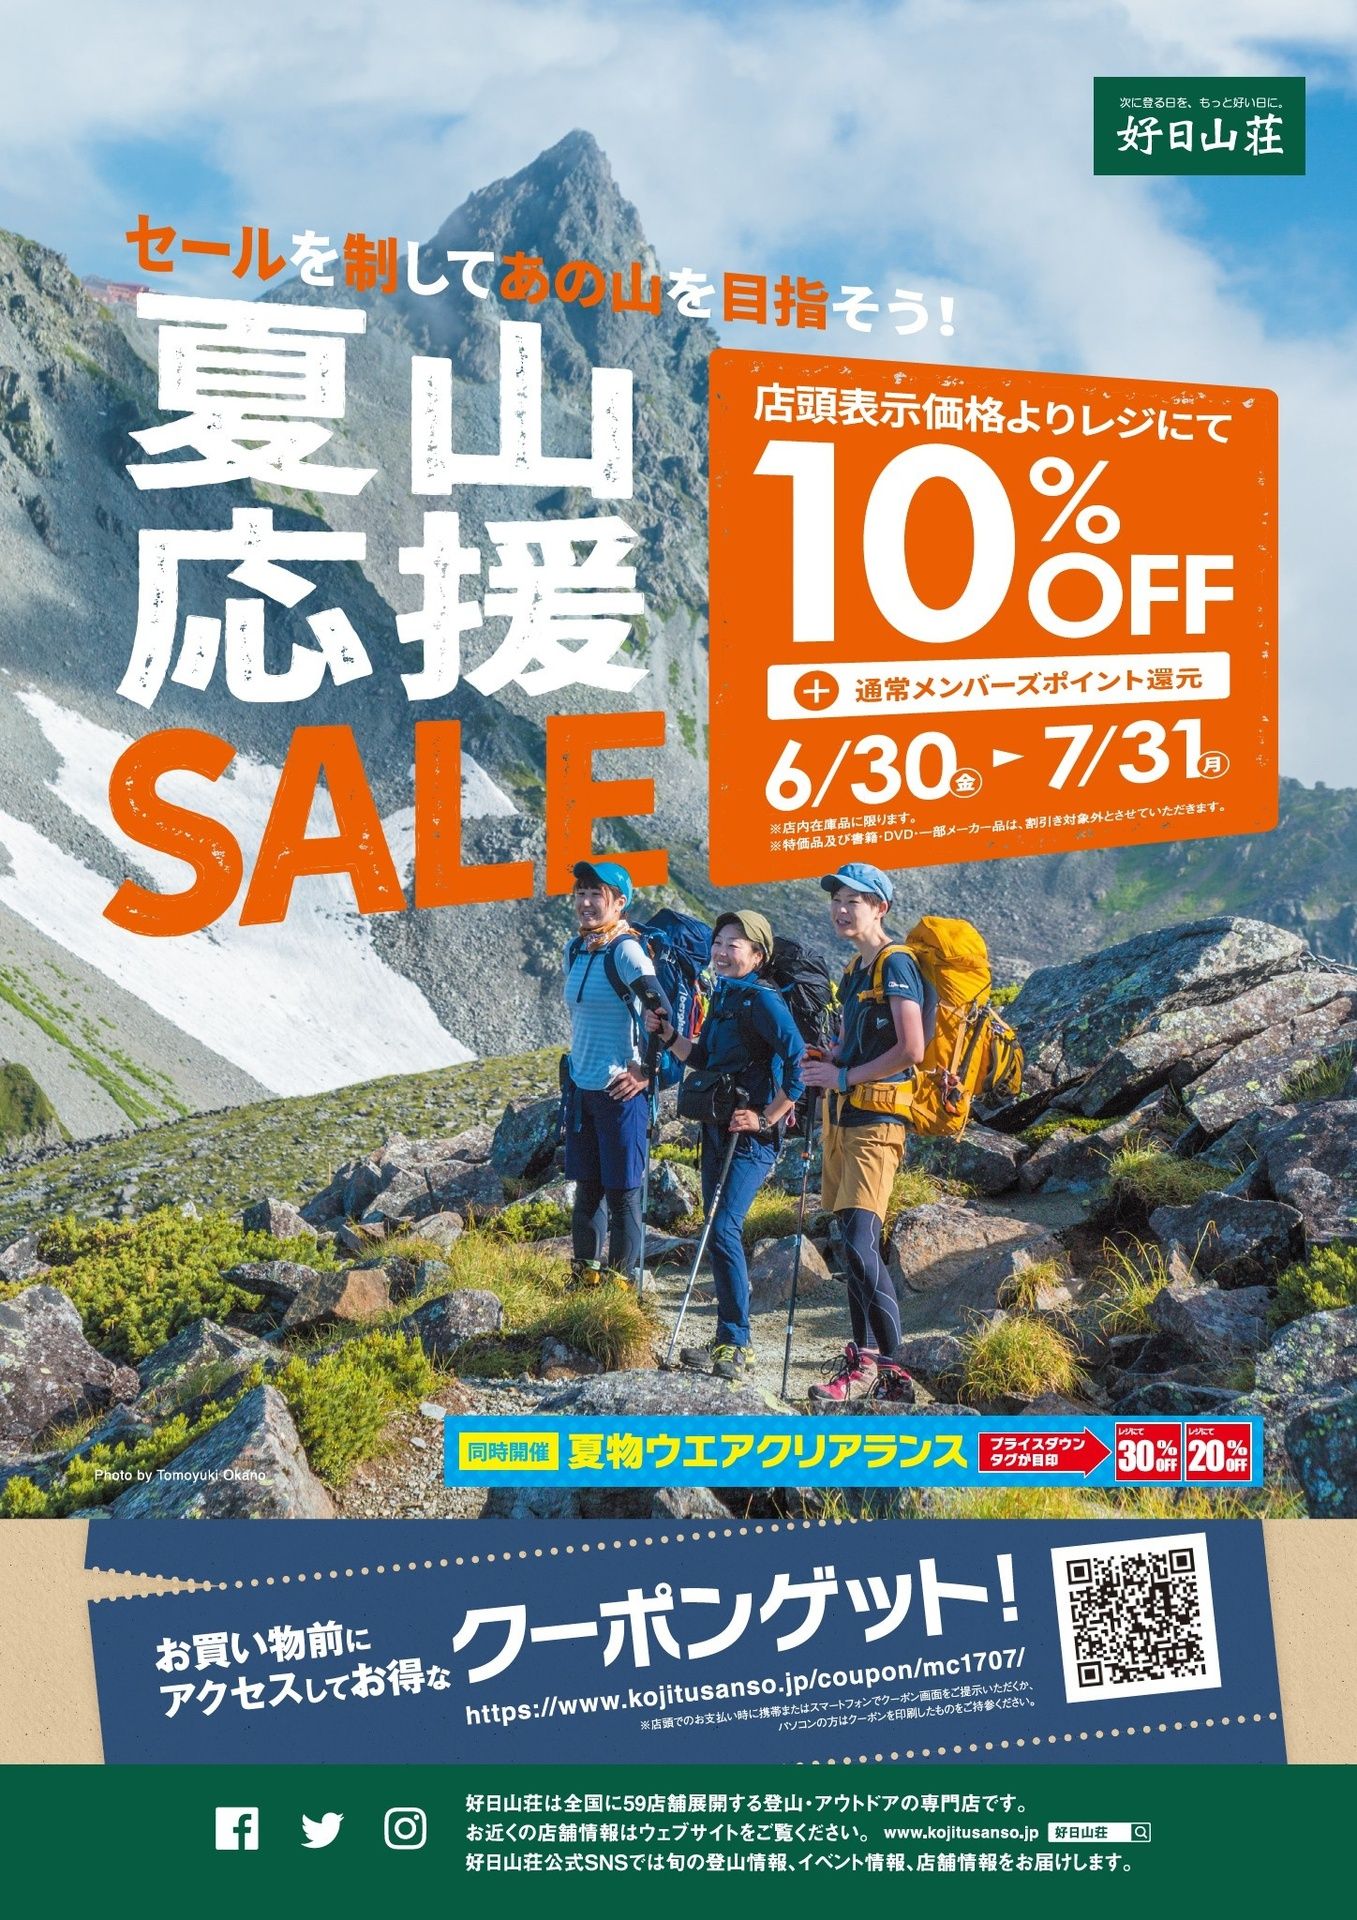 次に登る日を、もっと好い日に。
好日山荘
セールを制してあの山を目指そう!
夏山
応援
SALE
店頭表示価格よりレジにて
10%OFF
+ 通常メンバーズポイント還元
6/30金 ► 7/31月
※店内在庫品に限ります。
※特価品及び書籍・DVD・一部メーカー品は、割引き対象外とさせていただきます。
berghaus
同時開催 夏物ウエアクリアランス
プライスダウン
タグが目印
レジにて
30%OFF
レジにて
20%OFF
Photo by Tomoyuki Okano
お買い物前に
アクセスしてお得な
クーポンゲット!
https://www.kojitusanso.jp/coupon/mc1707/
※店頭でのお支払い時に携帯またはスマートフォンでクーポン画面をご提示いただくか、
パソコンの方はクーポンを印刷したものをご持参ください。
好日山荘は全国に59店舗展開する登山・アウトドアの専門店です。
お近くの店舗情報はウェブサイトをご覧ください。 www.kojitusanso.jp 好日山荘
好日山荘公式SNSでは旬の登山情報、イベント情報、店舗情報をお届けします。